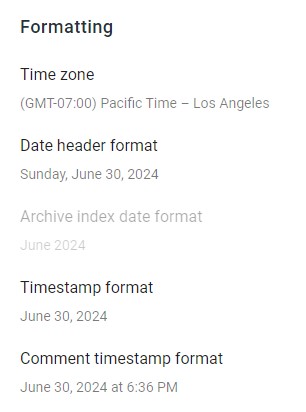 Formatting
Time zone
(GMT-07:00) Pacific Time – Los Angeles
Date header format
Sunday, June 30, 2024
Archive index date format
June 2024
Timestamp format
June 30, 2024
Comment timestamp format
June 30, 2024 at 6:36 PM